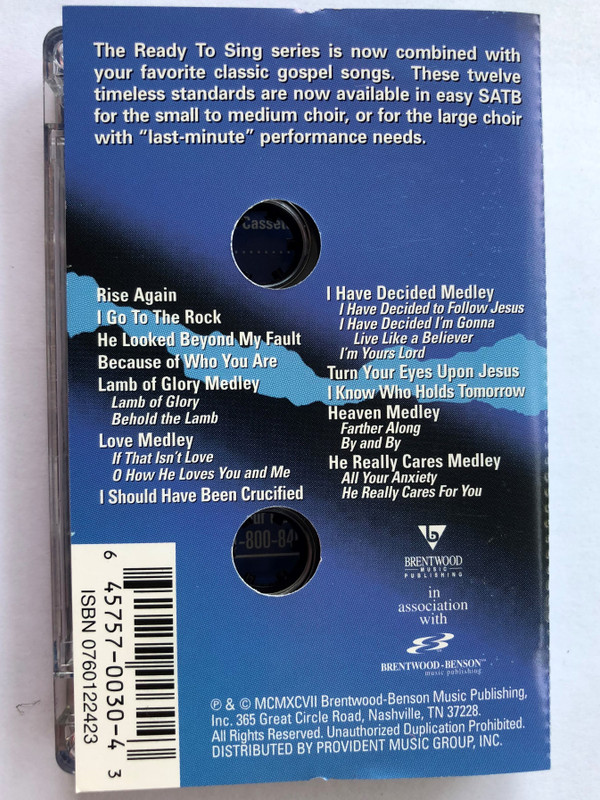 The Ready To Sing series is now combined with
your favorite classic gospel songs. These twelve
timeless standards are now available in easy SATB
for the small to medium choir, or for the large choir
with “last-minute” performance needs.
Rise Again
I Go To The Rock
He Looked Beyond My Fault
Because of Who You Are
Lamb of Glory Medley
Lamb of Glory
Behold the Lamb
Love Medley
If That Isn't Love
O How He Loves You and Me
I Should Have Been Crucified
I Have Decided Medley
I Have Decided to Follow Jesus
I Have Decided I'm Gonna
Live Like a Believer
I'm Yours Lord
Turn Your Eyes Upon Jesus
I Know Who Holds Tomorrow
Heaven Medley
Farther Along
By and By
He Really Cares Medley
All Your Anxiety
He Really Cares For You
-800-84
BRENTWOOD
MUSIC
PUBLISHING
in
association
with
BRENTWOOD-BENSON
music publishing
6 45757-0030-4 3
ISBN 0760122423
℗ & © MCMXCVII Brentwood-Benson Music Publishing,
Inc. 365 Great Circle Road, Nashville, TN 37228.
All Rights Reserved. Unauthorized Duplication Prohibited.
DISTRIBUTED BY PROVIDENT MUSIC GROUP, INC.